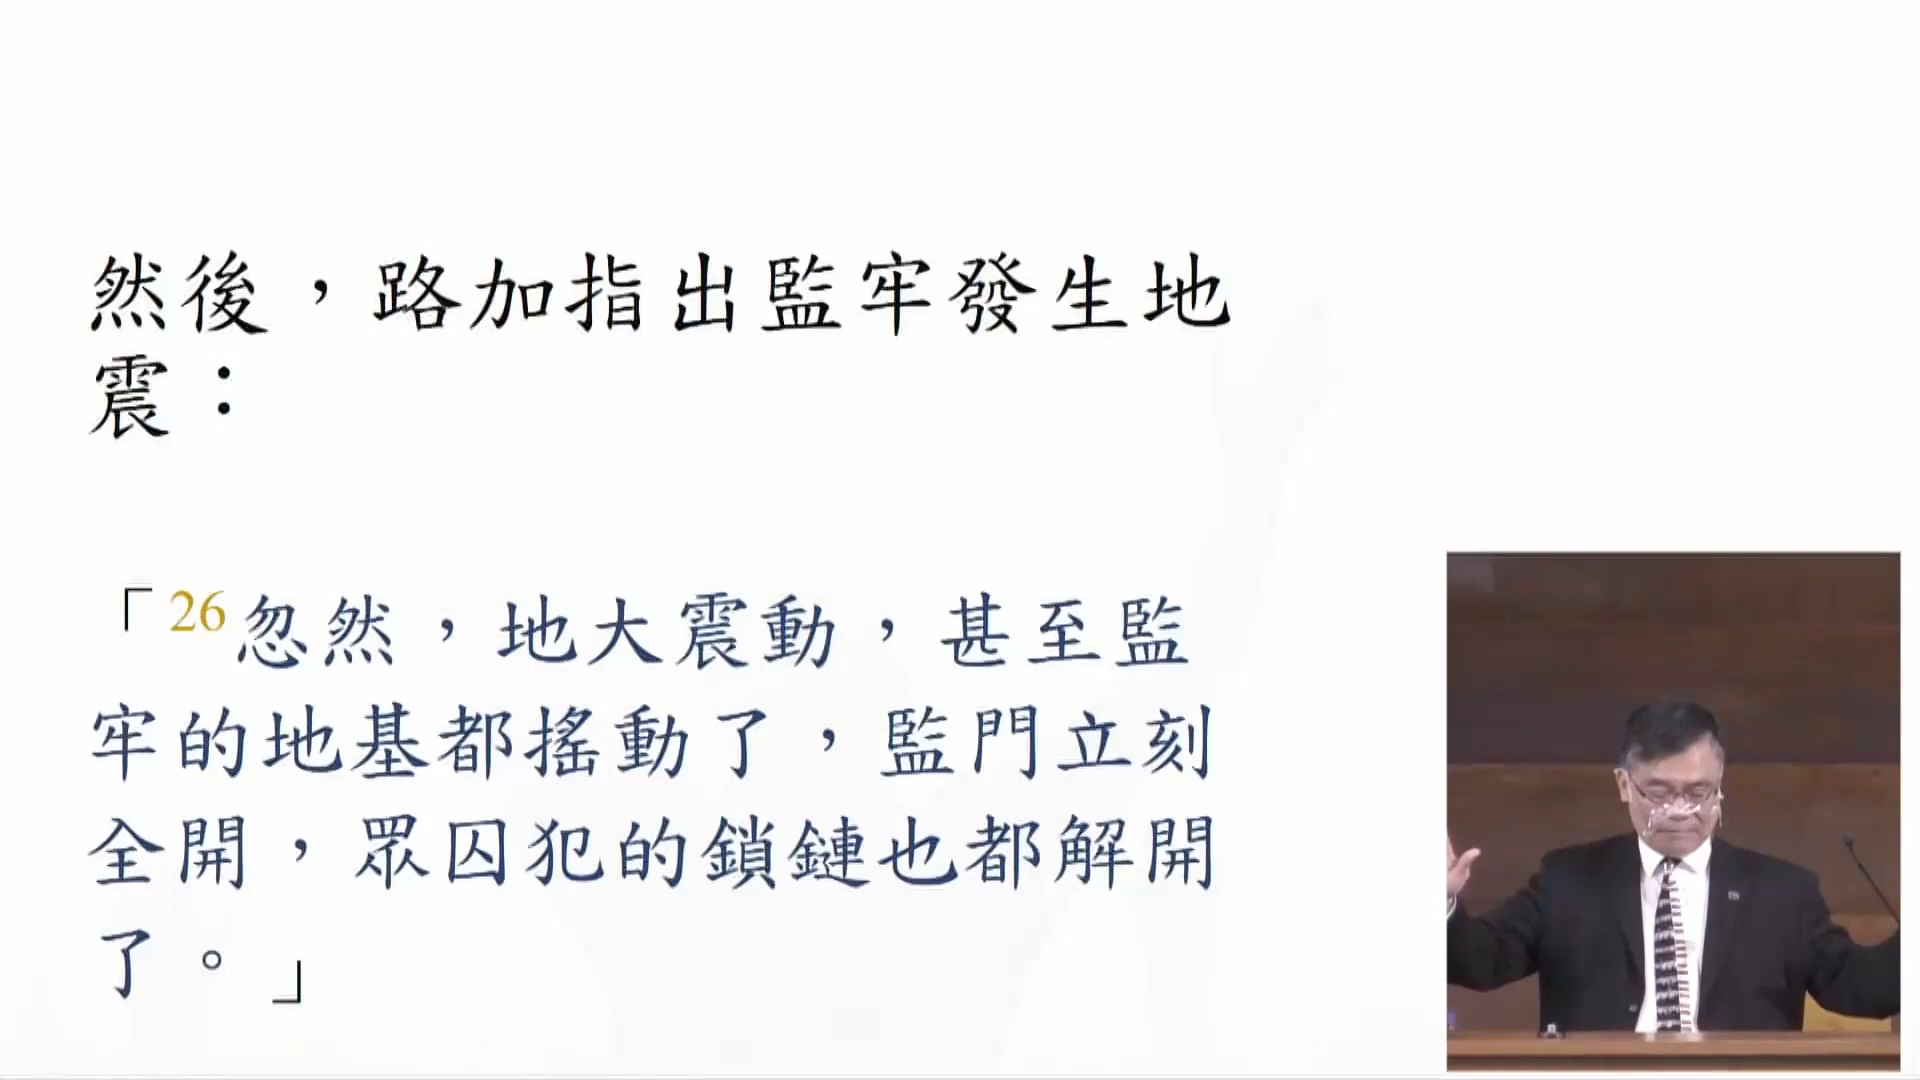 然後，路加指出監牢發生地
震：
「26忽然，地大震動，甚至監
牢的地基都搖動了，監門立刻
全開，眾囚犯的鎖鏈也都解開
了。」